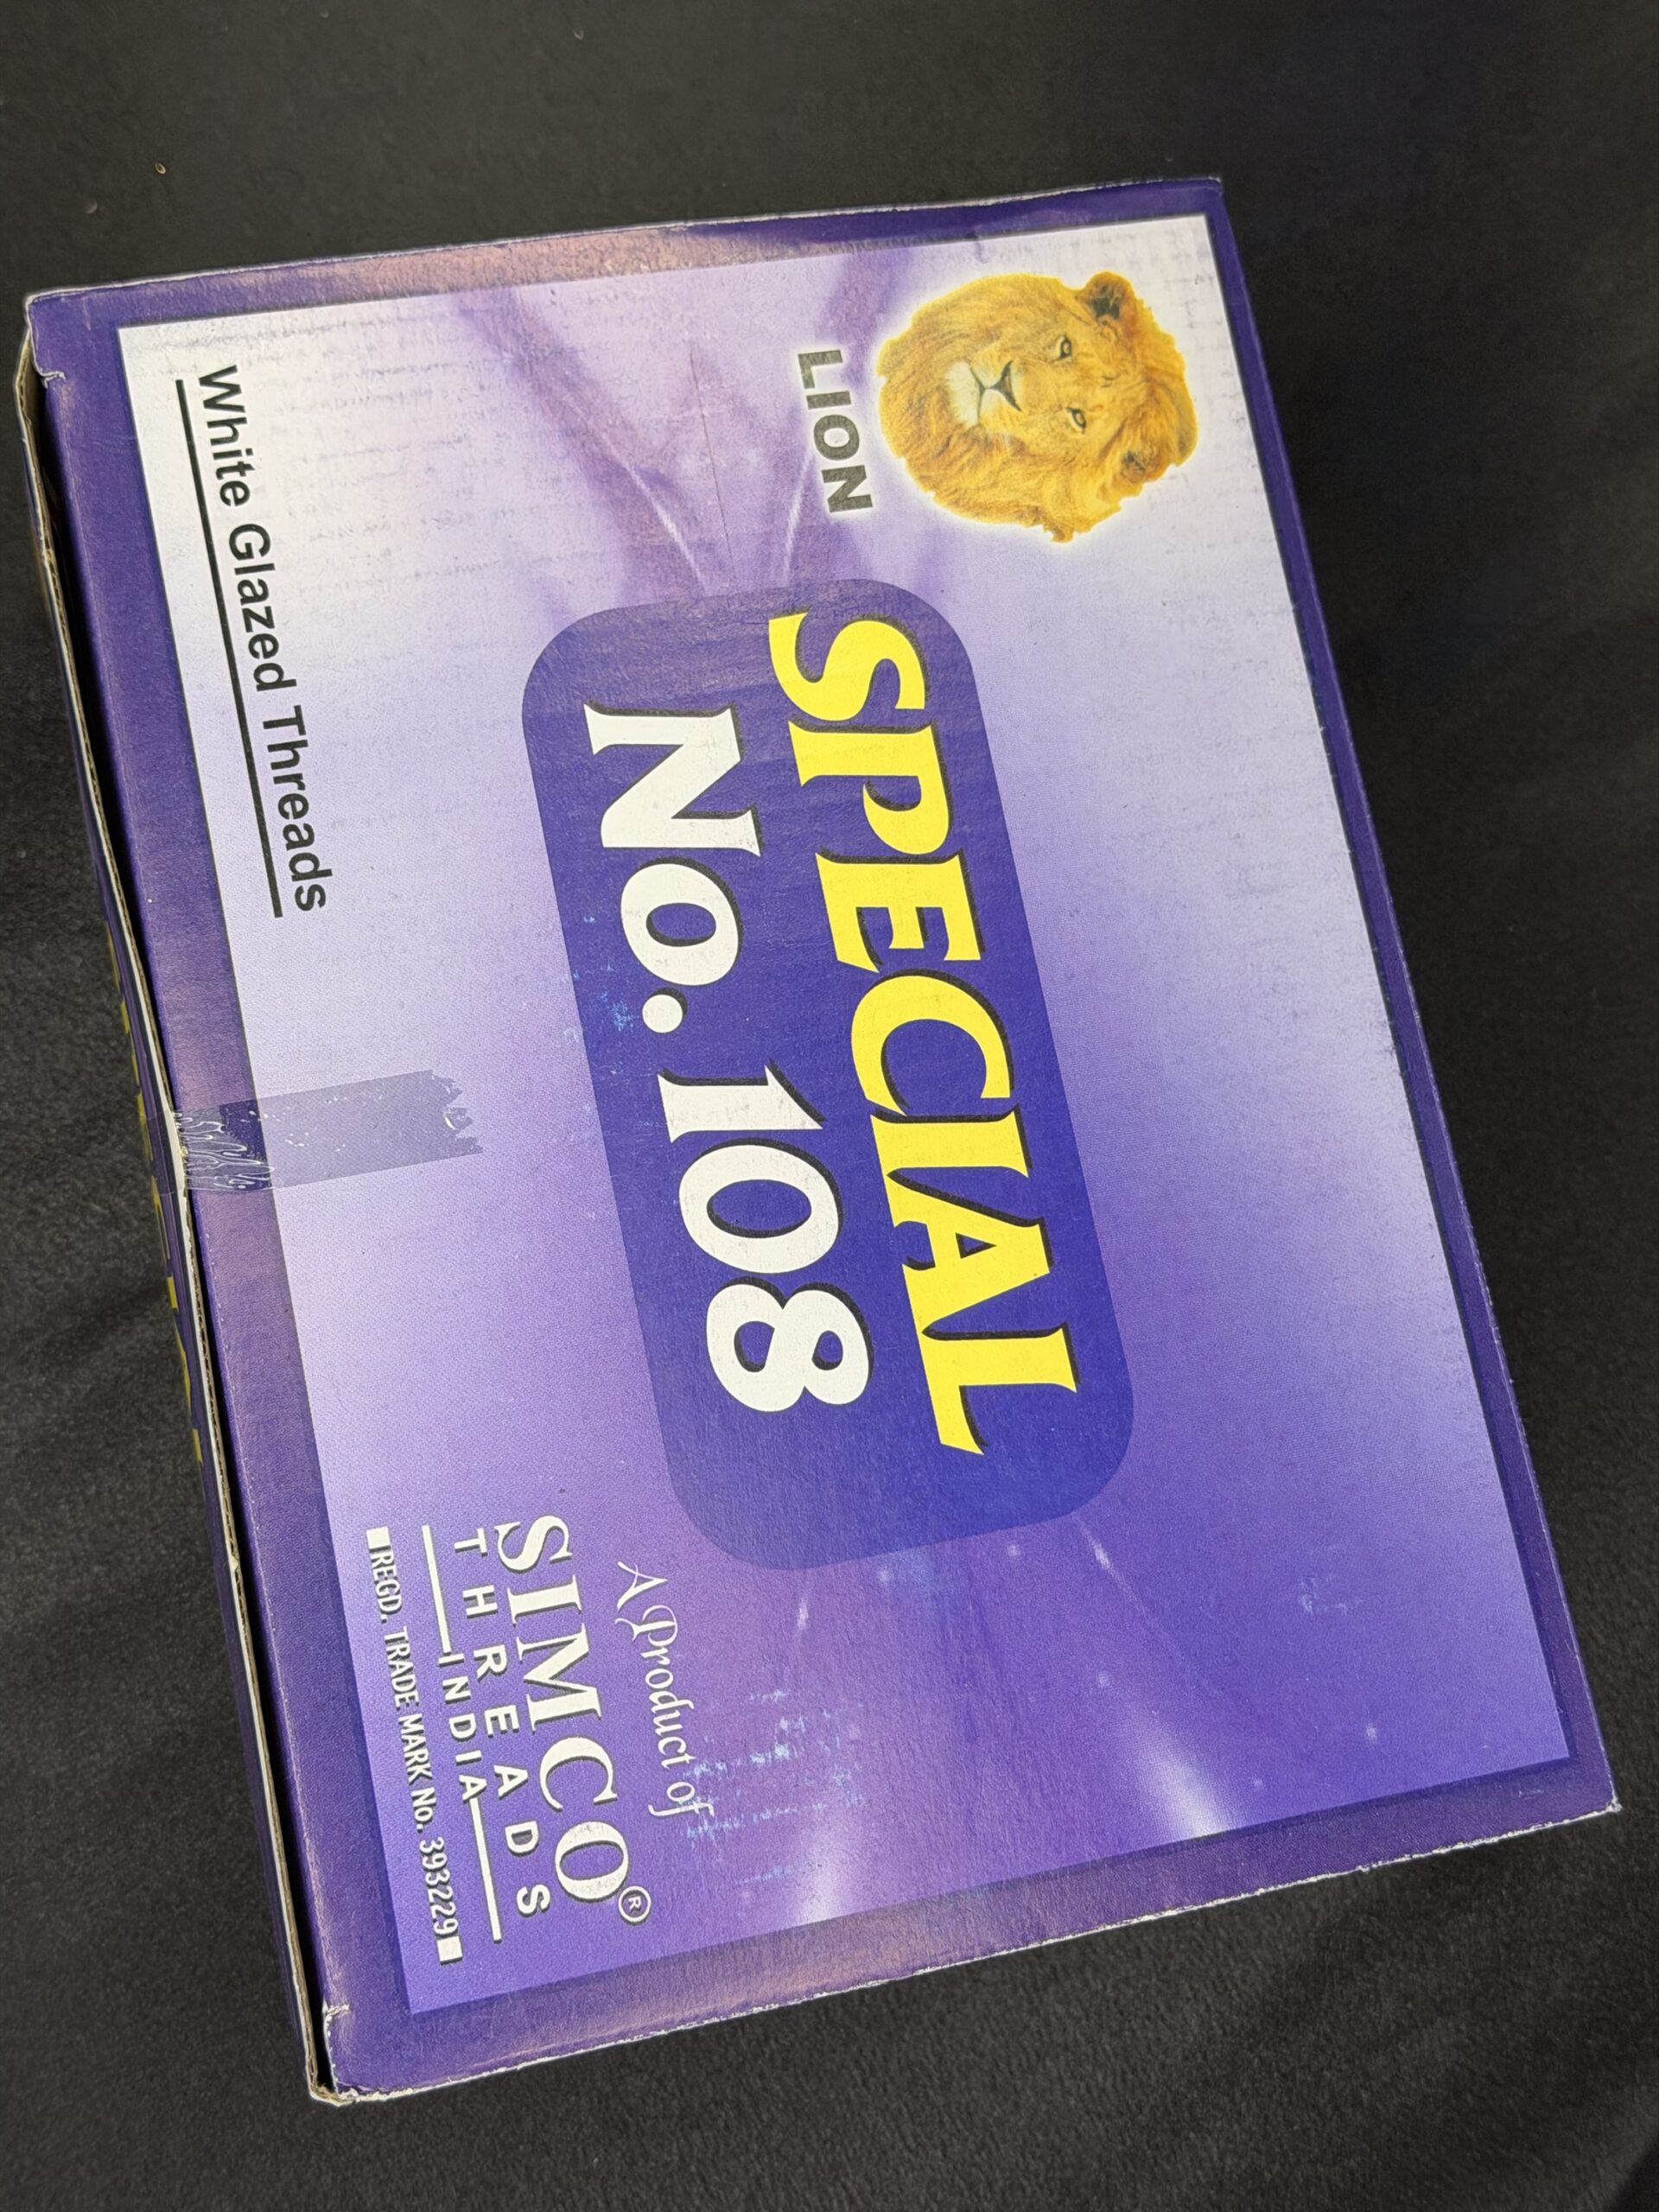 LION
SPECIAL
No. 108
White Glazed Threads
A Product of
SIMCO®
THREADS
INDIA
REGD. TRADE MARK No. 393229